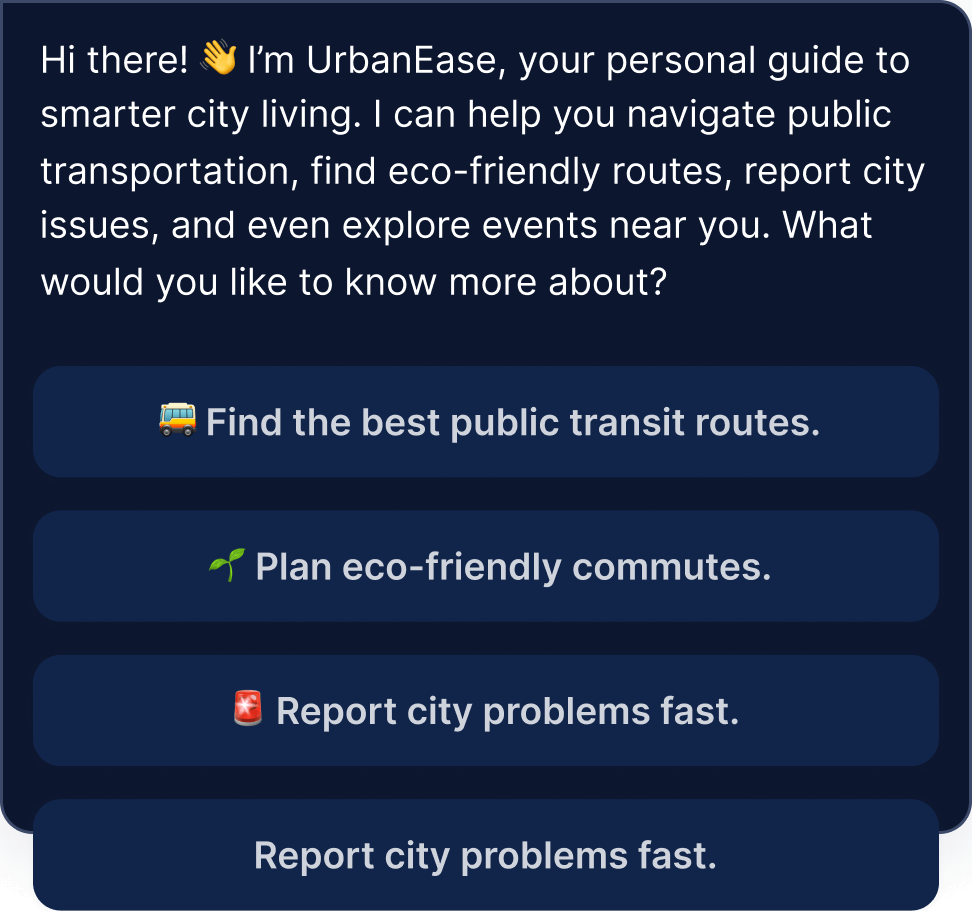 Hi there! 👋 I’m UrbanEase, your personal guide to
smarter city living. I can help you navigate public
transportation, find eco-friendly routes, report city
issues, and even explore events near you. What
would you like to know more about?
🚌 Find the best public transit routes.
🌱 Plan eco-friendly commutes.
🚨 Report city problems fast.
Report city problems fast.